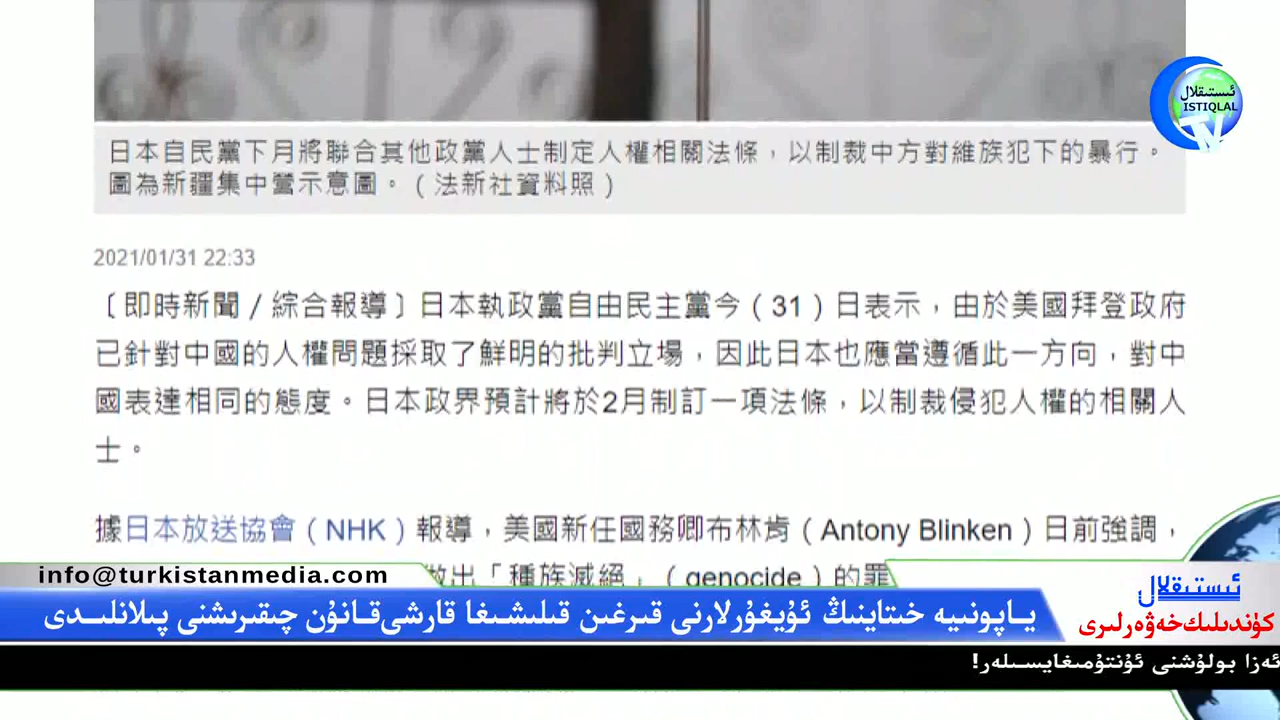 ئىستىقلال
ISTIQLAL
日本自民黨下月將聯合其他政黨人士制定人權相關法條，以制裁中方對維族犯下的暴行。
圖為新疆集中營示意圖。（法新社資料照）
2021/01/31 22:33
〔即時新聞／綜合報導〕日本執政黨自由民主黨今（31）日表示，由於美國拜登政府
已針對中國的人權問題採取了鮮明的批判立場，因此日本也應當遵循此一方向，對中
國表達相同的態度。日本政界預計將於2月制訂一項法條，以制裁侵犯人權的相關人
士。
據日本放送協會（NHK）報導，美國新任國務卿布林肯（Antony Blinken）日前強調，
做出「種族滅絕」（genocide）的罪
info@turkistanmedia.com
ئىستىقلال
ياپونىيە خىتاينىڭ ئۇيغۇرلارنى قىرغىن قىلىشىغا قارشى قانۇن چىقىرىشنى پىلانلىدى
كۈندىلىك خەۋەرلىرى
ئەزا بولۇشنى ئۇنتۇمىغايسىلەر!